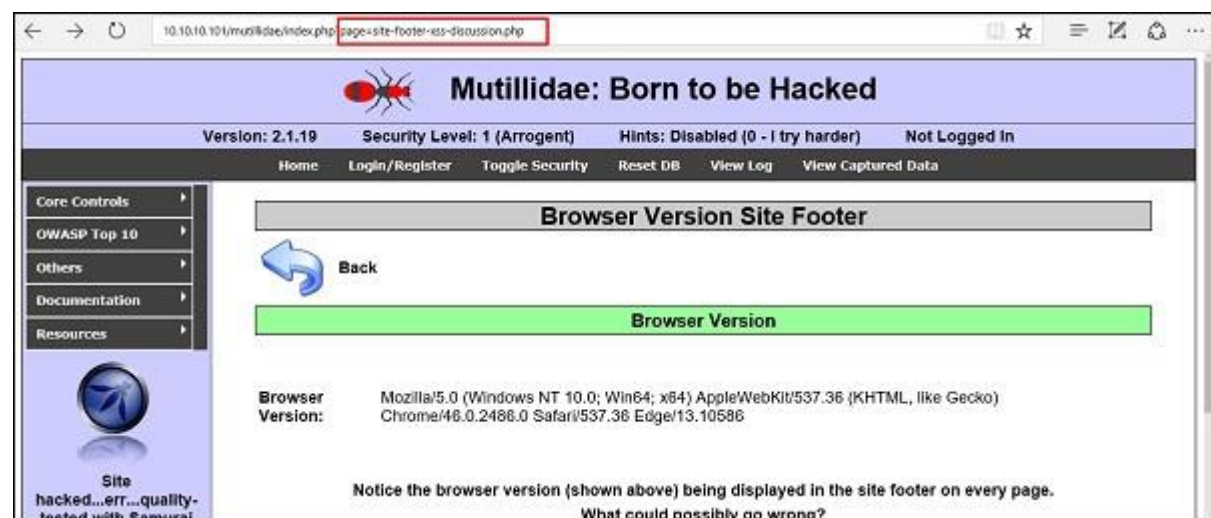 10.10.10.101/mutillidae/index.php page=site-footer-xss-discussion.php
Mutillidae: Born to be Hacked
Version: 2.1.19 Security Level: 1 (Arrogent) Hints: Disabled (0 - I try harder) Not Logged In
Home Login/Register Toggle Security Reset DB View Log View Captured Data
Core Controls
OWASP Top 10
Others
Documentation
Resources
Browser Version Site Footer
Back
Browser Version
Browser Version:
Mozilla/5.0 (Windows NT 10.0; Win64; x64) AppleWebKit/537.36 (KHTML, like Gecko)
Chrome/46.0.2486.0 Safari/537.36 Edge/13.10586
Site
hacked...err...quality-
tested with Samurai
Notice the browser version (shown above) being displayed in the site footer on every page.
What could possibly go wrong?